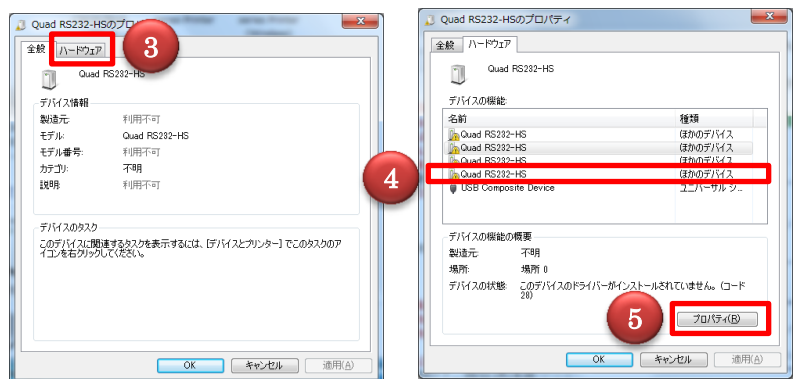 Quad RS232-HSのプロパティ
全般 ハードウェア
3
Quad RS232-HS
デバイス情報
製造元: 利用不可
モデル: Quad RS232-HS
モデル番号: 利用不可
カテゴリ: 不明
説明: 利用不可
デバイスのタスク
このデバイスに関連するタスクを表示するには、[デバイスとプリンター] でこのタスクのア
イコンを右クリックしてください。
OK キャンセル 適用(A)
Quad RS232-HSのプロパティ
全般 ハードウェア
Quad RS232-HS
デバイスの機能:
名前 種類
Quad RS232-HS ほかのデバイス
Quad RS232-HS ほかのデバイス
Quad RS232-HS ほかのデバイス
4
Quad RS232-HS ほかのデバイス
USB Composite Device ユニバーサル シ...
デバイスの機能の概要
製造元: 不明
場所: 場所 0
デバイスの状態: このデバイスのドライバーがインストールされていません。 (コード
28)
5
プロパティ(R)
OK キャンセル 適用(A)